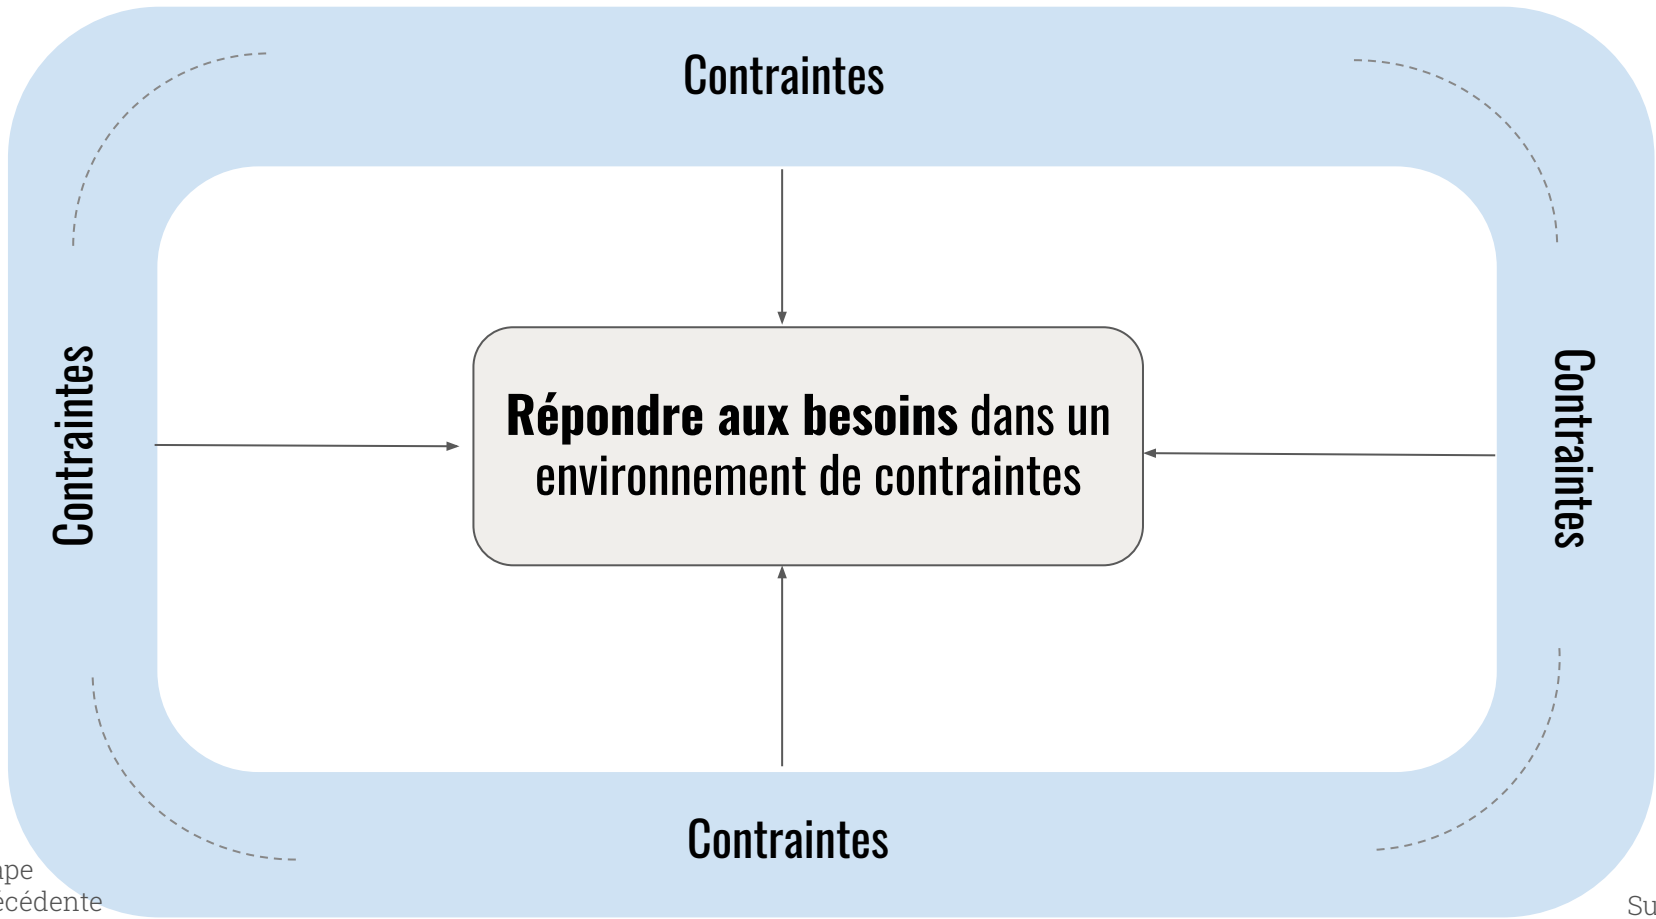 Contraintes
Contraintes
Répondre aux besoins dans un
environnement de contraintes
Contraintes
Contraintes